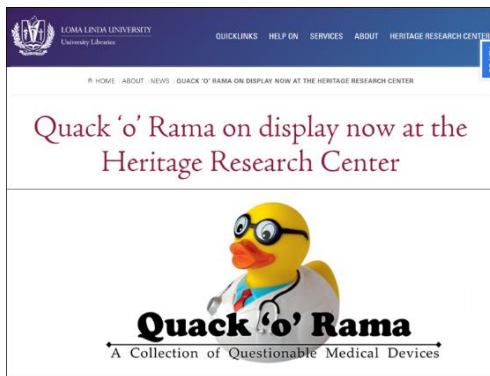 LOMA LINDA UNIVERSITY
University Libraries
QUICKLINKS HELP ON SERVICES ABOUT HERITAGE RESEARCH CENTER
HOME / ABOUT / NEWS / QUACK 'O' RAMA ON DISPLAY NOW AT THE HERITAGE RESEARCH CENTER
Quack 'o' Rama on display now at the
Heritage Research Center
Quack 'o' Rama
A Collection of Questionable Medical Devices